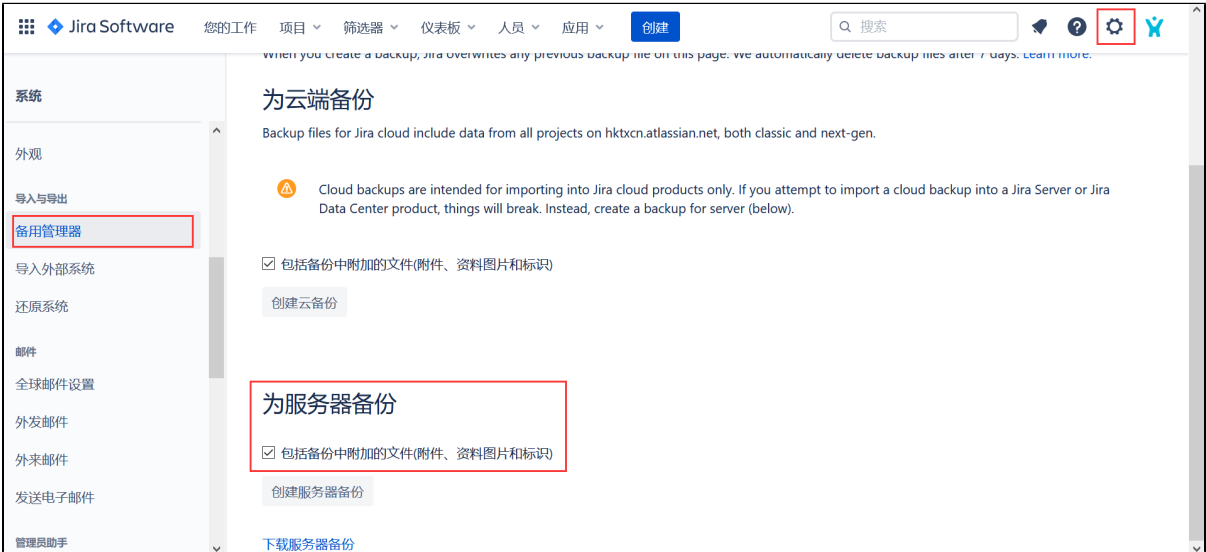 Jira Software 您的工作 项目 筛选器 仪表板 人员 应用 创建 搜索
When you create a backup, Jira overwrites any previous backup file on this page. We automatically delete backup files after 7 days. Learn more.
系统
外观
导入与导出
备用管理器
导入外部系统
还原系统
邮件
全球邮件设置
外发邮件
外来邮件
发送电子邮件
管理员助手
为云端备份
Backup files for Jira cloud include data from all projects on hktxcn.atlassian.net, both classic and next-gen.
Cloud backups are intended for importing into Jira cloud products only. If you attempt to import a cloud backup into a Jira Server or Jira
Data Center product, things will break. Instead, create a backup for server (below).
包括备份中附加的文件(附件、资料图片和标识)
创建云备份
为服务器备份
包括备份中附加的文件(附件、资料图片和标识)
创建服务器备份
下载服务器备份